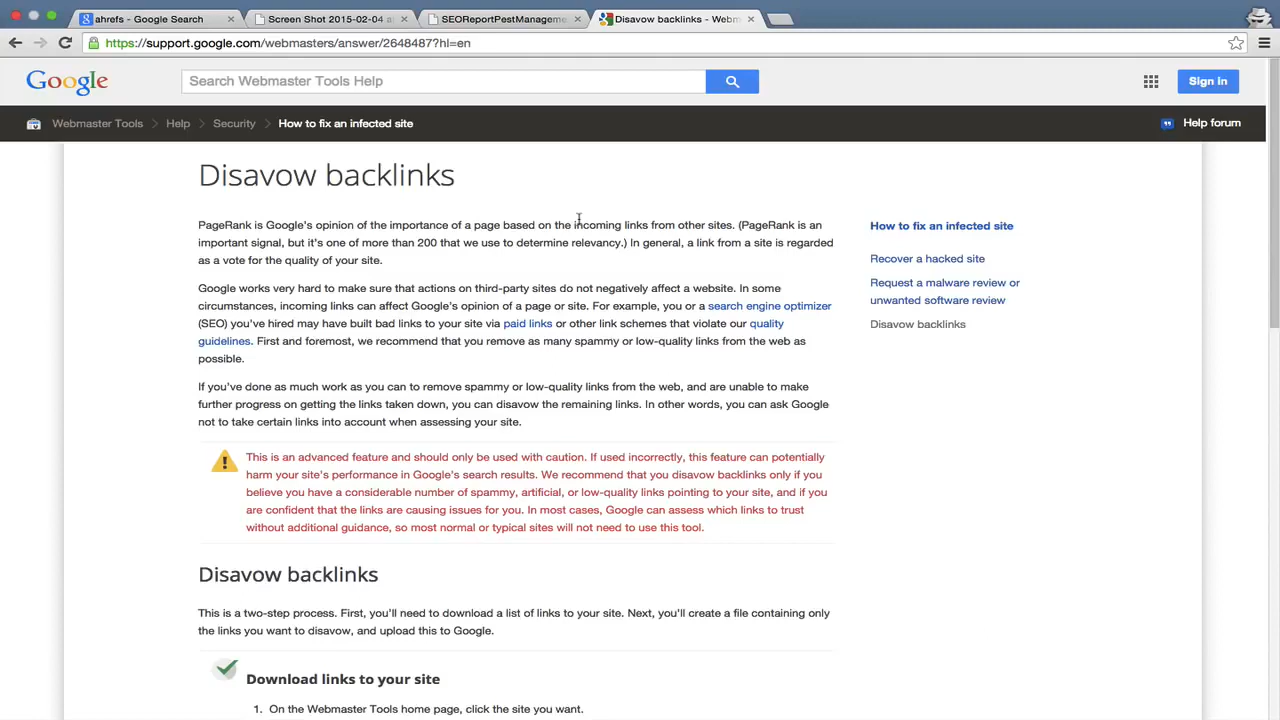 ahrefs - Google Search
Screen Shot 2015-02-04 a
SEOReportPestManageme
Disavow backlinks - Webm
https://support.google.com/webmasters/answer/2648487?hl=en
Google
Search Webmaster Tools Help
Sign in
Webmaster Tools
Help
Security
How to fix an infected site
Help forum
Disavow backlinks
PageRank is Google's opinion of the importance of a page based on the incoming links from other sites. (PageRank is an
important signal, but it's one of more than 200 that we use to determine relevancy.) In general, a link from a site is regarded
as a vote for the quality of your site.
Google works very hard to make sure that actions on third-party sites do not negatively affect a website. In some
circumstances, incoming links can affect Google's opinion of a page or site. For example, you or a search engine optimizer
(SEO) you've hired may have built bad links to your site via paid links or other link schemes that violate our quality
guidelines. First and foremost, we recommend that you remove as many spammy or low-quality links from the web as
possible.
If you've done as much work as you can to remove spammy or low-quality links from the web, and are unable to make
further progress on getting the links taken down, you can disavow the remaining links. In other words, you can ask Google
not to take certain links into account when assessing your site.
This is an advanced feature and should only be used with caution. If used incorrectly, this feature can potentially
harm your site's performance in Google's search results. We recommend that you disavow backlinks only if you
believe you have a considerable number of spammy, artificial, or low-quality links pointing to your site, and if you
are confident that the links are causing issues for you. In most cases, Google can assess which links to trust
without additional guidance, so most normal or typical sites will not need to use this tool.
Disavow backlinks
This is a two-step process. First, you'll need to download a list of links to your site. Next, you'll create a file containing only
the links you want to disavow, and upload this to Google.
Download links to your site
1. On the Webmaster Tools home page, click the site you want.
How to fix an infected site
Recover a hacked site
Request a malware review or
unwanted software review
Disavow backlinks